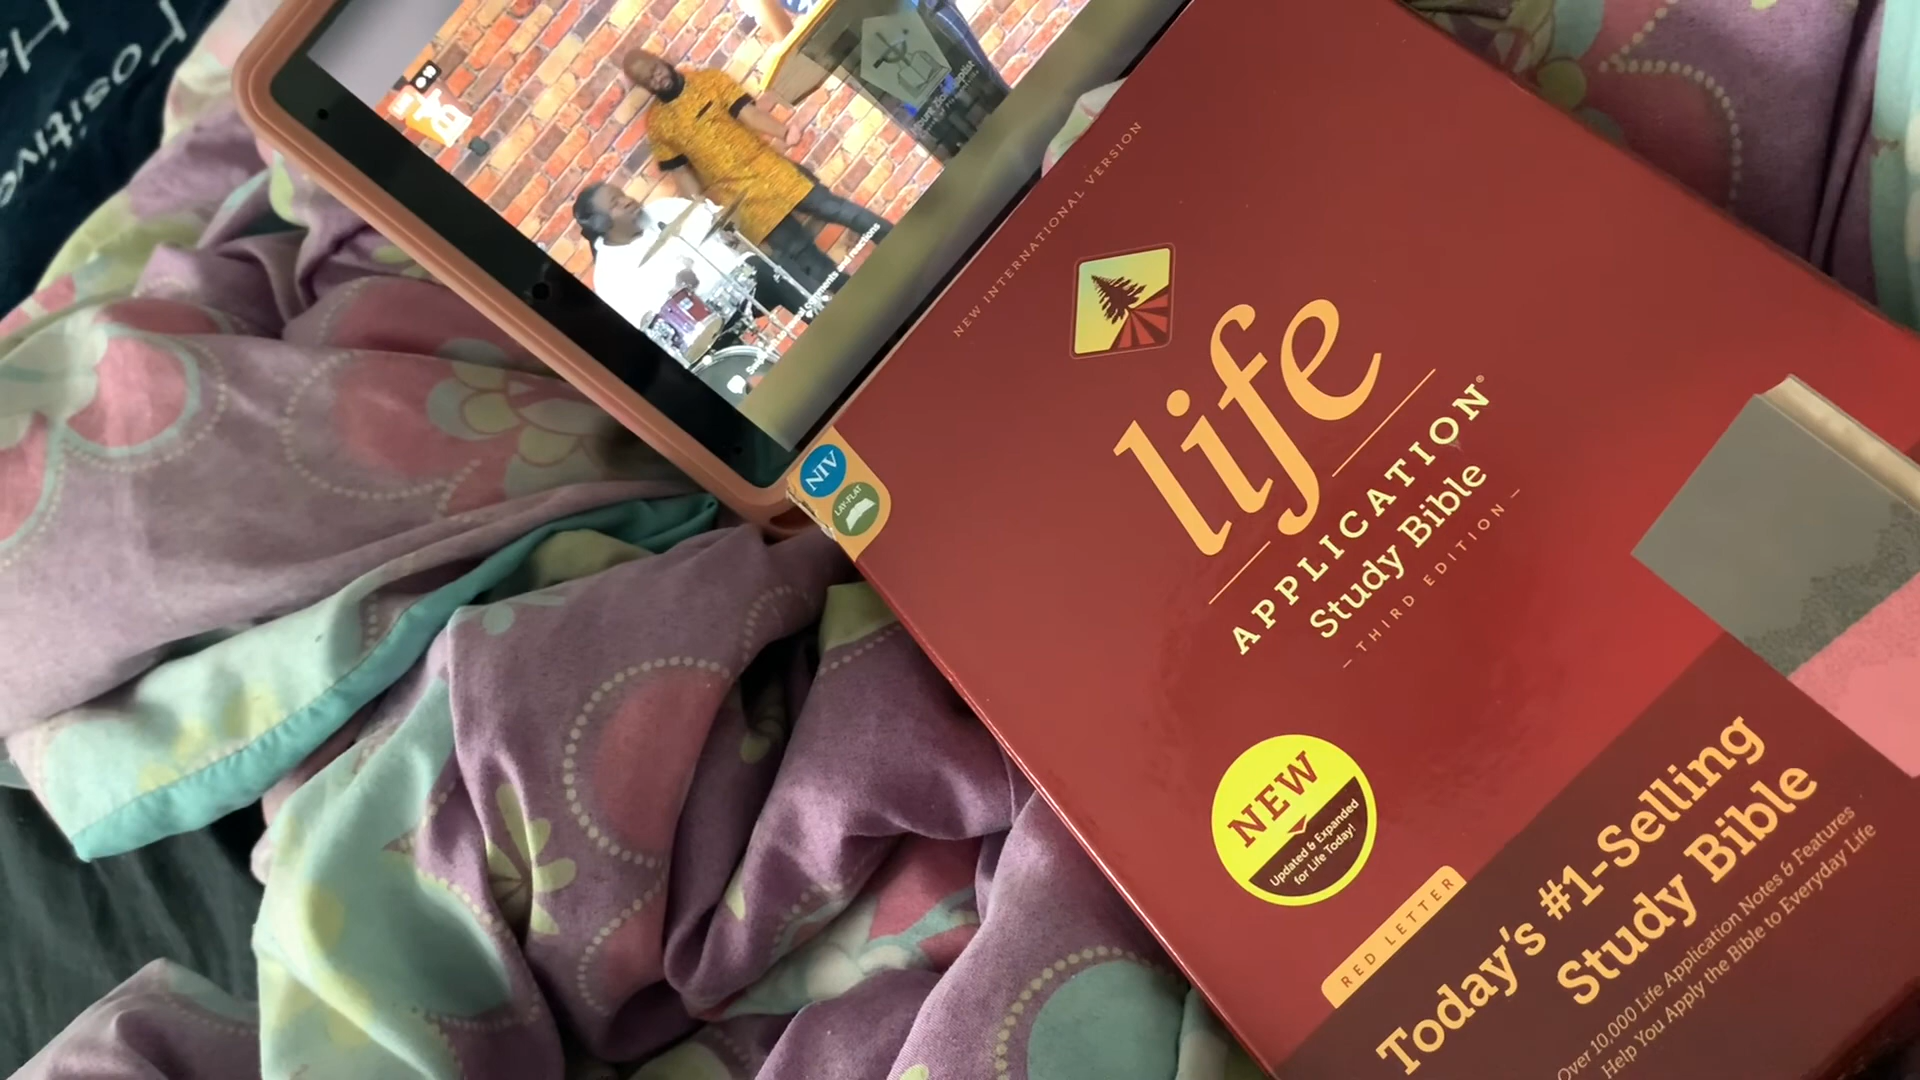 Positive
NEW INTERNATIONAL VERSION
life
APPLICATION®
Study Bible
– THIRD EDITION –
NIV
LAY-FLAT
NEW
Updated & Expanded
for Life Today!
RED LETTER
Today's #1-Selling
Study Bible
Over 10,000 Life Application Notes & Features
Help You Apply the Bible to Everyday Life